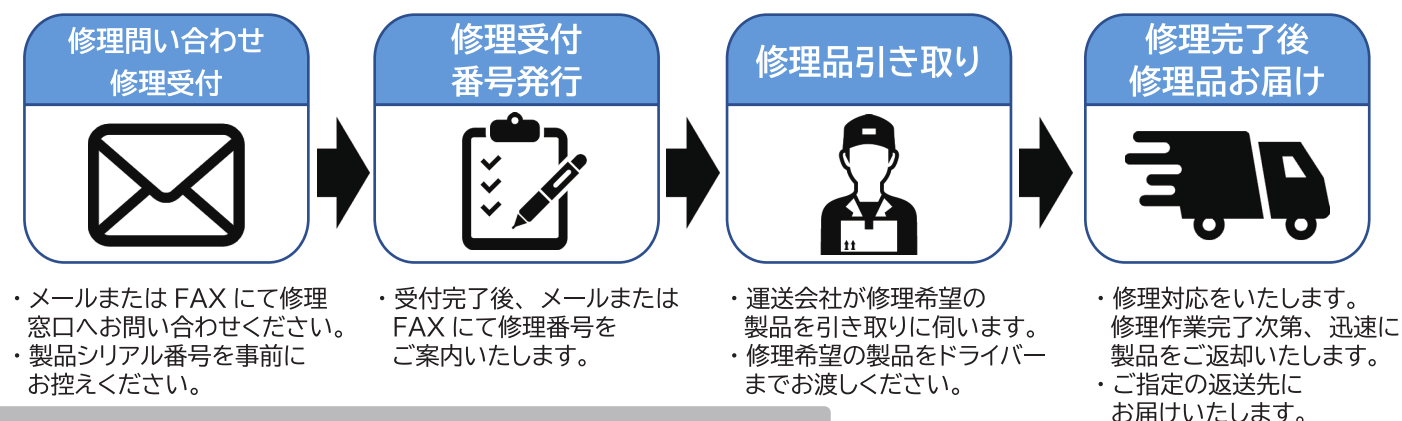 修理問い合わせ
修理受付
・メールまたは FAX にて修理
窓口へお問い合わせください。
・製品シリアル番号を事前に
お控えください。
修理受付
番号発行
・受付完了後、メールまたは
FAX にて修理番号を
ご案内いたします。
修理品引き取り
・運送会社が修理希望の
製品を引き取りに伺います。
・修理希望の製品をドライバー
までお渡しください。
修理完了後
修理品お届け
・修理対応をいたします。
修理作業完了次第、迅速に
製品をご返却いたします。
・ご指定の返送先に
お届けいたします。